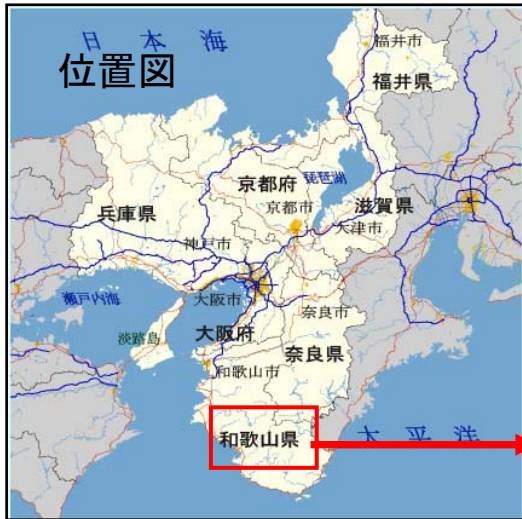 日本海
位置図
福井市
福井県
京都府
琵琶湖
兵庫県
京都市
滋賀県
神戸市
大津市
瀬戸内海
大阪市
奈良市
淡路島
大阪府
奈良県
和歌山市
和歌山県
太平洋